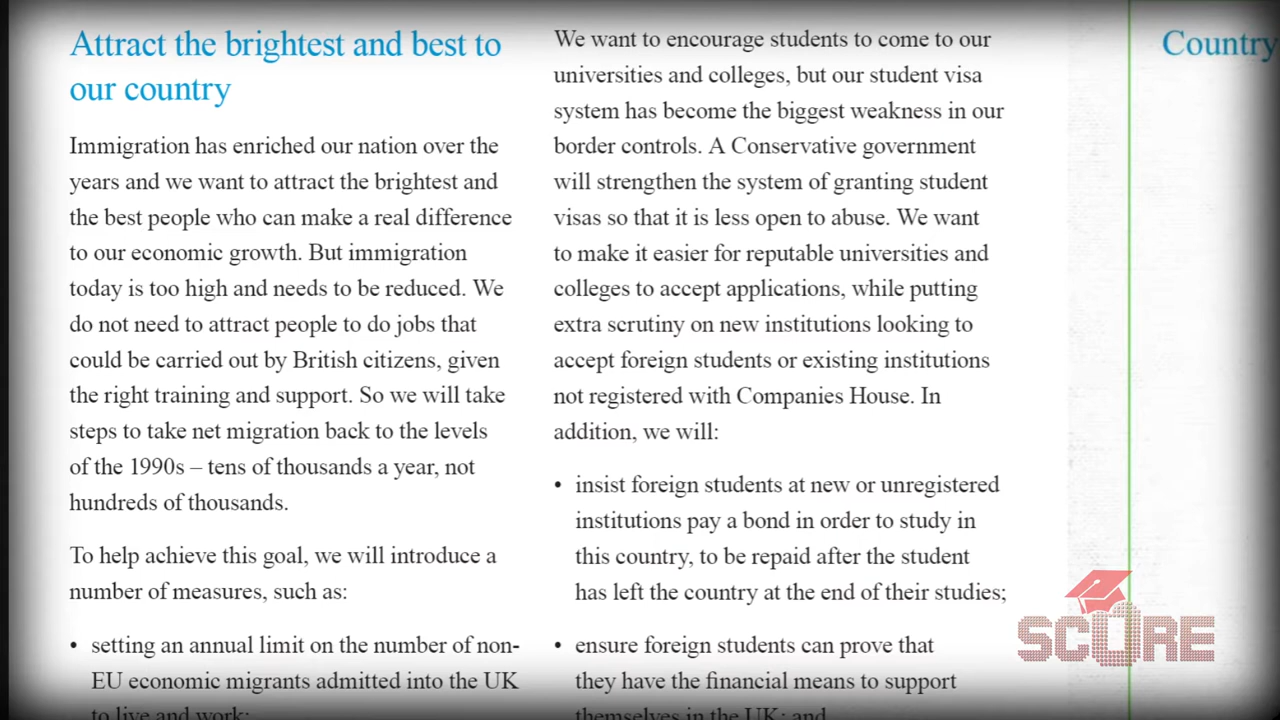 Attract the brightest and best to
our country
Immigration has enriched our nation over the
years and we want to attract the brightest and
the best people who can make a real difference
to our economic growth. But immigration
today is too high and needs to be reduced. We
do not need to attract people to do jobs that
could be carried out by British citizens, given
the right training and support. So we will take
steps to take net migration back to the levels
of the 1990s – tens of thousands a year, not
hundreds of thousands.
To help achieve this goal, we will introduce a
number of measures, such as:
• setting an annual limit on the number of non-
EU economic migrants admitted into the UK
to live and work;
We want to encourage students to come to our
universities and colleges, but our student visa
system has become the biggest weakness in our
border controls. A Conservative government
will strengthen the system of granting student
visas so that it is less open to abuse. We want
to make it easier for reputable universities and
colleges to accept applications, while putting
extra scrutiny on new institutions looking to
accept foreign students or existing institutions
not registered with Companies House. In
addition, we will:
• insist foreign students at new or unregistered
institutions pay a bond in order to study in
this country, to be repaid after the student
has left the country at the end of their studies;
• ensure foreign students can prove that
they have the financial means to support
themselves in the UK; and
Country
SCORE